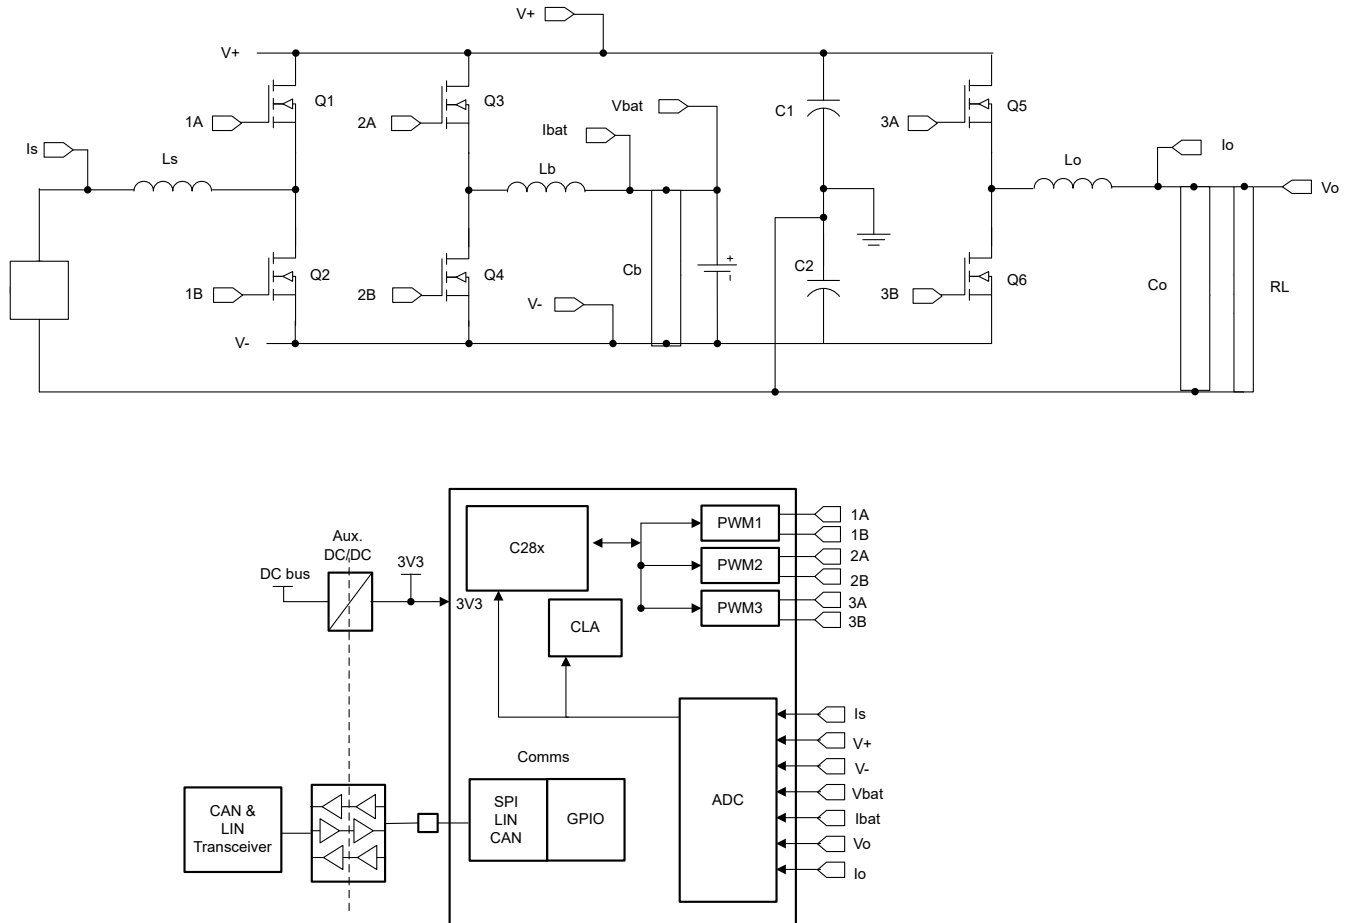 V+
V+
Q1
Q3
C1
Q5
Vbat
1A
2A
3A
Ibat
Is
Ls
Lb
Lo
Io
Vo
Q2
Q4
Cb
+
-
C2
Q6
Co
RL
1B
2B
V-
3B
V-
Aux.
DC/DC
3V3
DC bus
3V3
C28x
CLA
PWM1
PWM2
PWM3
1A
1B
2A
2B
3A
3B
Is
V+
V-
Vbat
Ibat
Vo
Io
ADC
Comms
SPI
LIN
CAN
GPIO
CAN &
LIN
Transceiver